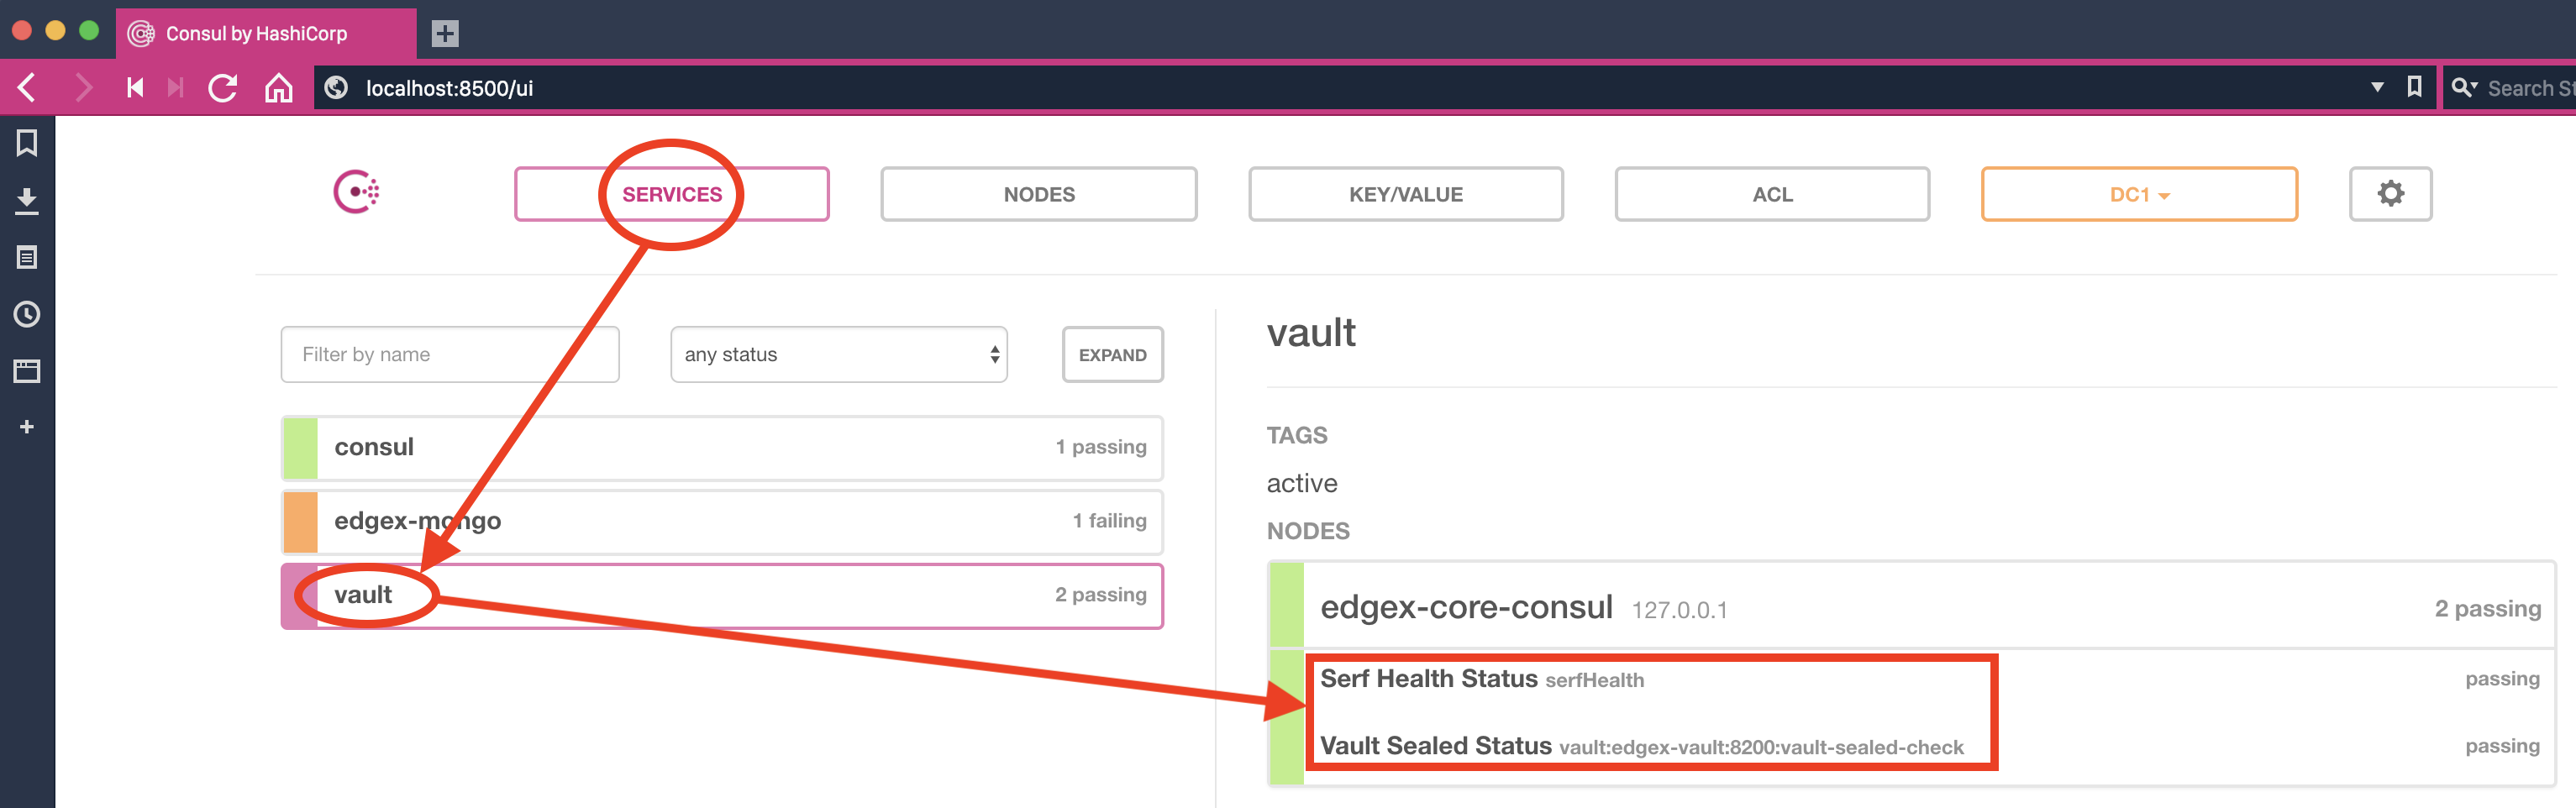 Consul by HashiCorp
localhost:8500/ui
Search St
SERVICES
NODES
KEY/VALUE
ACL
DC1
Filter by name
any status
EXPAND
consul
1 passing
edgex-mongo
1 failing
vault
2 passing
vault
TAGS
active
NODES
edgex-core-consul 127.0.0.1
2 passing
Serf Health Status serfHealth
passing
Vault Sealed Status vault:edgex-vault:8200:vault-sealed-check
passing